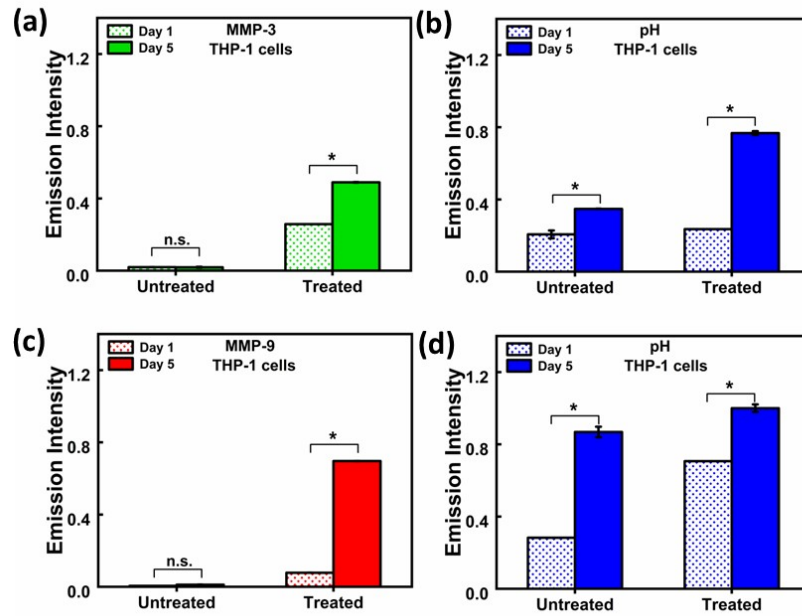 (a)
Day 1 MMP-3
Day 5 THP-1 cells
Emission Intensity
1.2
0.8
0.4
0.0
n.s.
*
Untreated Treated
(b)
Day 1 pH
Day 5 THP-1 cells
Emission Intensity
1.2
0.8
0.4
0.0
*
*
Untreated Treated
(c)
Day 1 MMP-9
Day 5 THP-1 cells
Emission Intensity
1.2
0.8
0.4
0.0
n.s.
*
Untreated Treated
(d)
Day 1 pH
Day 5 THP-1 cells
Emission Intensity
1.2
0.8
0.4
0.0
*
*
Untreated Treated